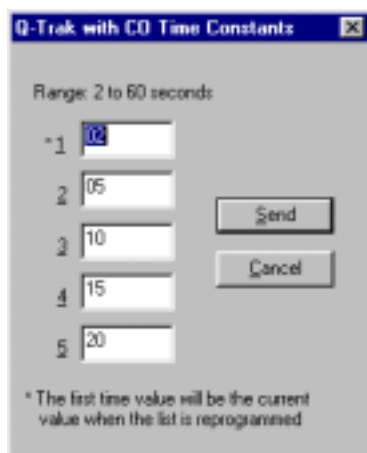 Q-Trak with CO Time Constants
Range: 2 to 60 seconds
*1 02
2 05
3 10
4 15
5 20
Send
Cancel
* The first time value will be the current
value when the list is reprogrammed